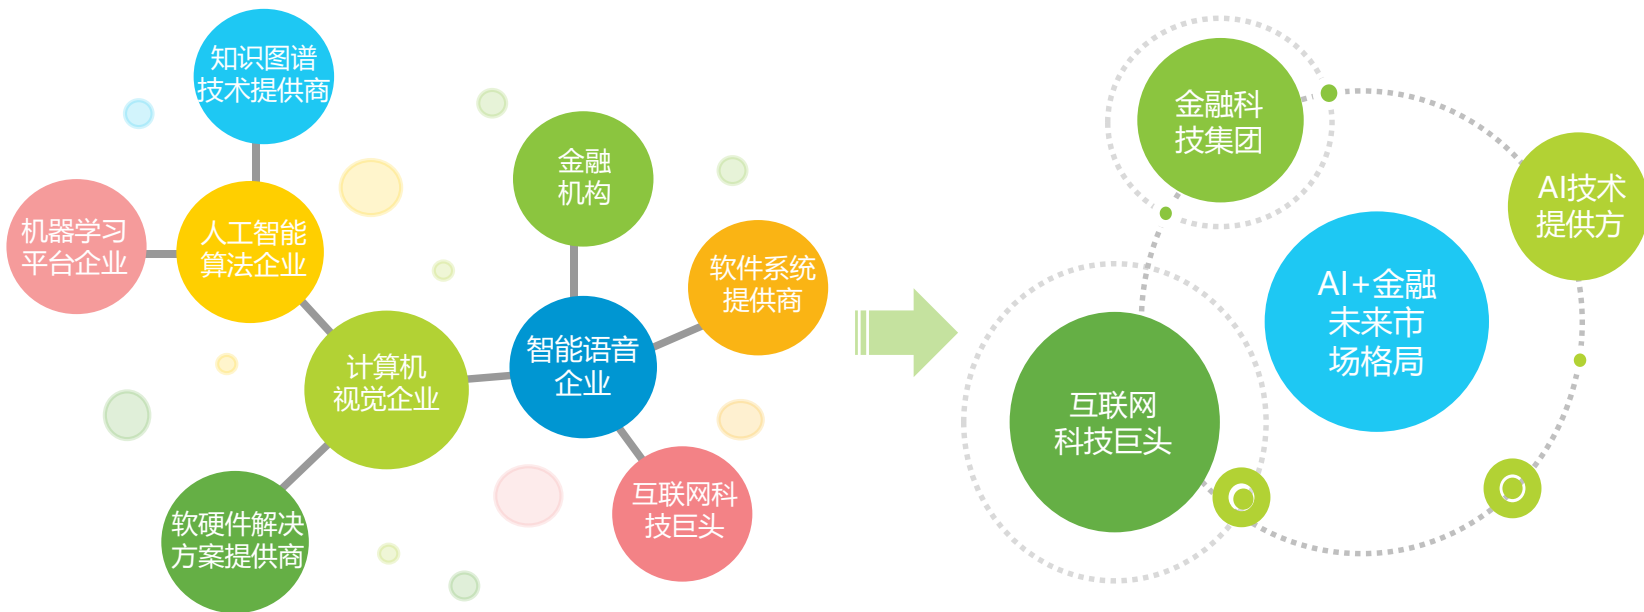 知识图谱
技术提供商
机器学习
平台企业
人工智能
算法企业
金融
机构
软件系统
提供商
计算机
视觉企业
智能语音
企业
软硬件解决
方案提供商
互联网科
技巨头
金融科
技集团
AI技术
提供方
AI+金融
未来市
场格局
互联网
科技巨头